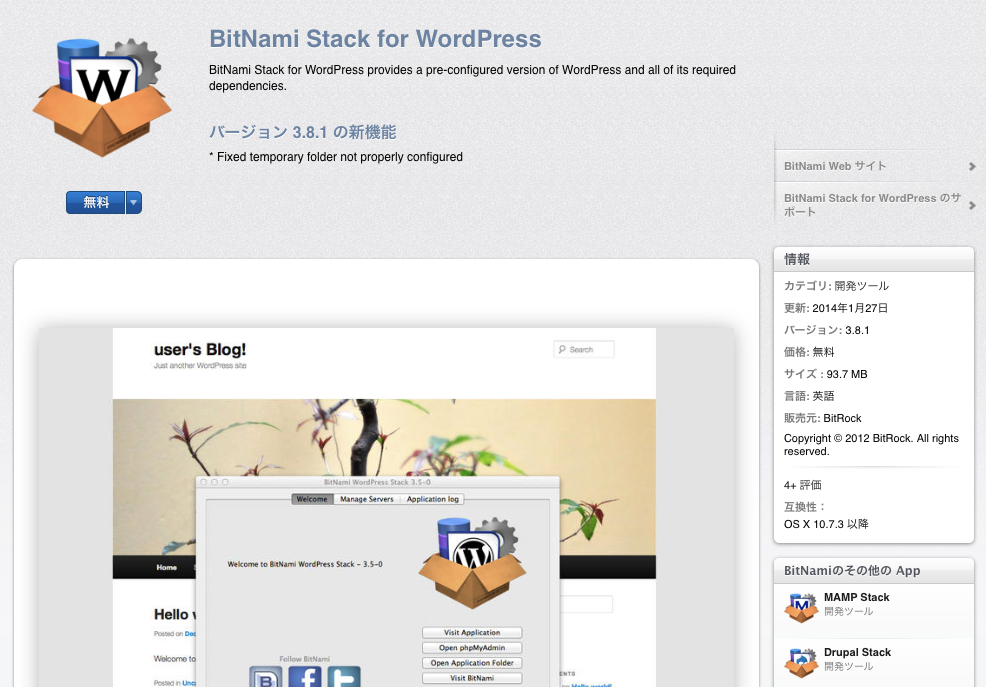 BitNami Stack for WordPress
BitNami Stack for WordPress provides a pre-configured version of WordPress and all of its required
dependencies.
バージョン 3.8.1 の新機能
* Fixed temporary folder not properly configured
W
無料
BitNami Web サイト
BitNami Stack for WordPress のサ
ポート
情報
カテゴリ: 開発ツール
更新: 2014年1月27日
バージョン: 3.8.1
価格: 無料
サイズ : 93.7 MB
言語: 英語
販売元: BitRock
Copyright © 2012 BitRock. All rights
reserved.
4+ 評価
互換性：
OS X 10.7.3 以降
BitNamiのその他の App
MAMP Stack
開発ツール
Drupal Stack
開発ツール
user's Blog!
Just another WordPress site
Search
BitNami WordPress Stack 3.5-0
Welcome
Manage Servers
Application log
Home
Welcome to BitNami WordPress Stack - 3.5-0
Hello
Posted on Dec
Welcome to
Posted in Unc
Visit Application
Open phpMyAdmin
Open Application Folder
Visit BitNami
Follow BitNami
ENTS